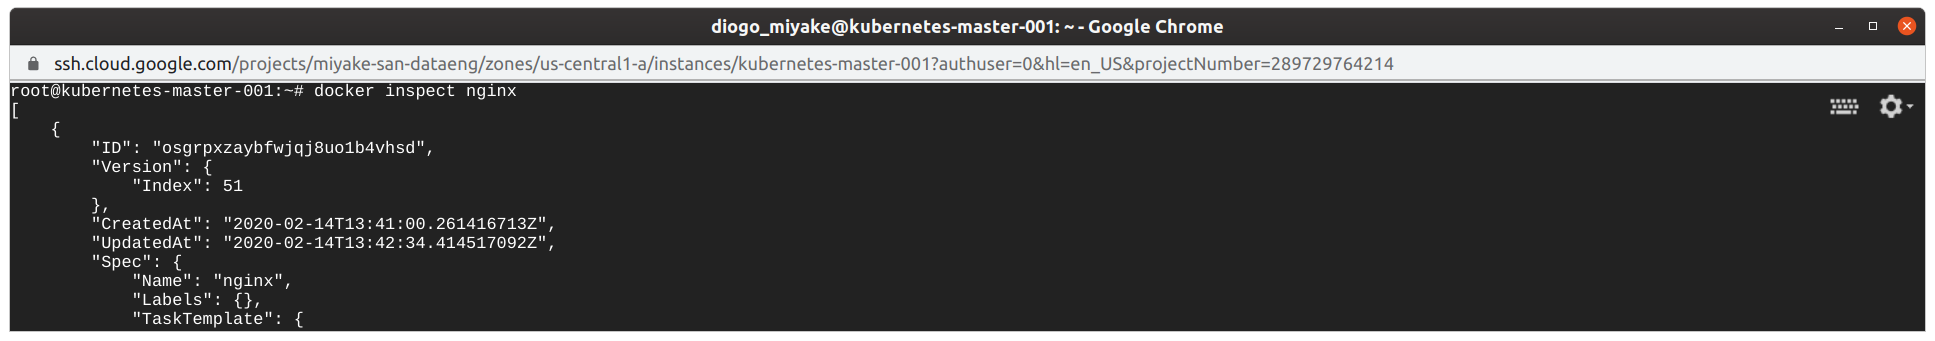 diogo_miyake@kubernetes-master-001: ~ - Google Chrome
ssh.cloud.google.com/projects/miyake-san-dataeng/zones/us-central1-a/instances/kubernetes-master-001?authuser=0&hl=en_US&projectNumber=289729764214
root@kubernetes-master-001:~# docker inspect nginx
[
    {
        "ID": "osgrpxzaybfwjqj8uo1b4vhsd",
        "Version": {
            "Index": 51
        },
        "CreatedAt": "2020-02-14T13:41:00.261416713Z",
        "UpdatedAt": "2020-02-14T13:42:34.414517092Z",
        "Spec": {
            "Name": "nginx",
            "Labels": {},
            "TaskTemplate": {